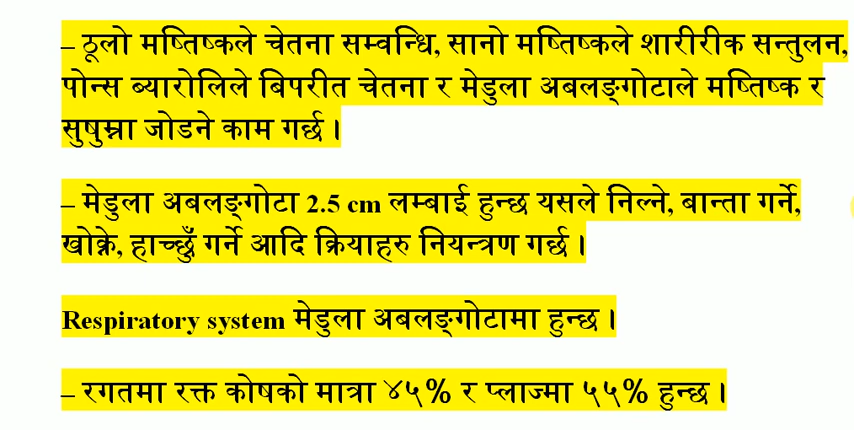 – ठूलो मष्तिष्कले चेतना सम्वन्धि, सानो मष्तिष्कले शारीरीक सन्तुलन,
पोन्स ब्यारोलिले बिपरीत चेतना र मेडुला अबलङ्गोटाले मष्तिष्क र
सुषुम्ना जोडने काम गर्छ ।
– मेडुला अबलङ्गोटा 2.5 cm लम्बाई हुन्छ यसले निल्ने, बान्ता गर्ने,
खोक्ने, हाच्छुँ गर्ने आदि क्रियाहरु नियन्त्रण गर्छ ।
Respiratory system मेडुला अबलङ्गोटामा हुन्छ ।
– रगतमा रक्त कोषको मात्रा ४५% र प्लाज्मा ५५% हुन्छ ।